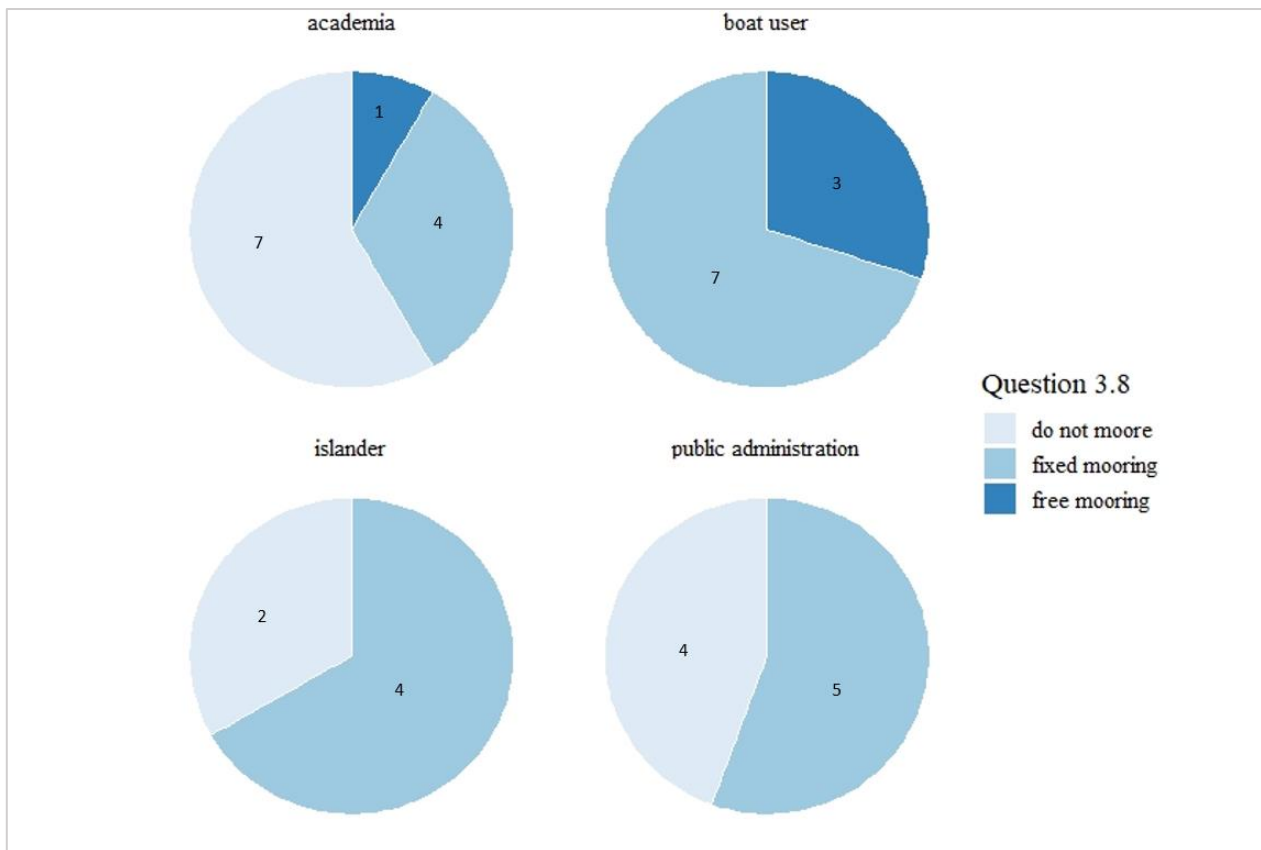 academia
boat user
1
4
7
3
7
Question 3.8
do not moore
fixed mooring
free mooring
islander
public administration
2
4
4
5